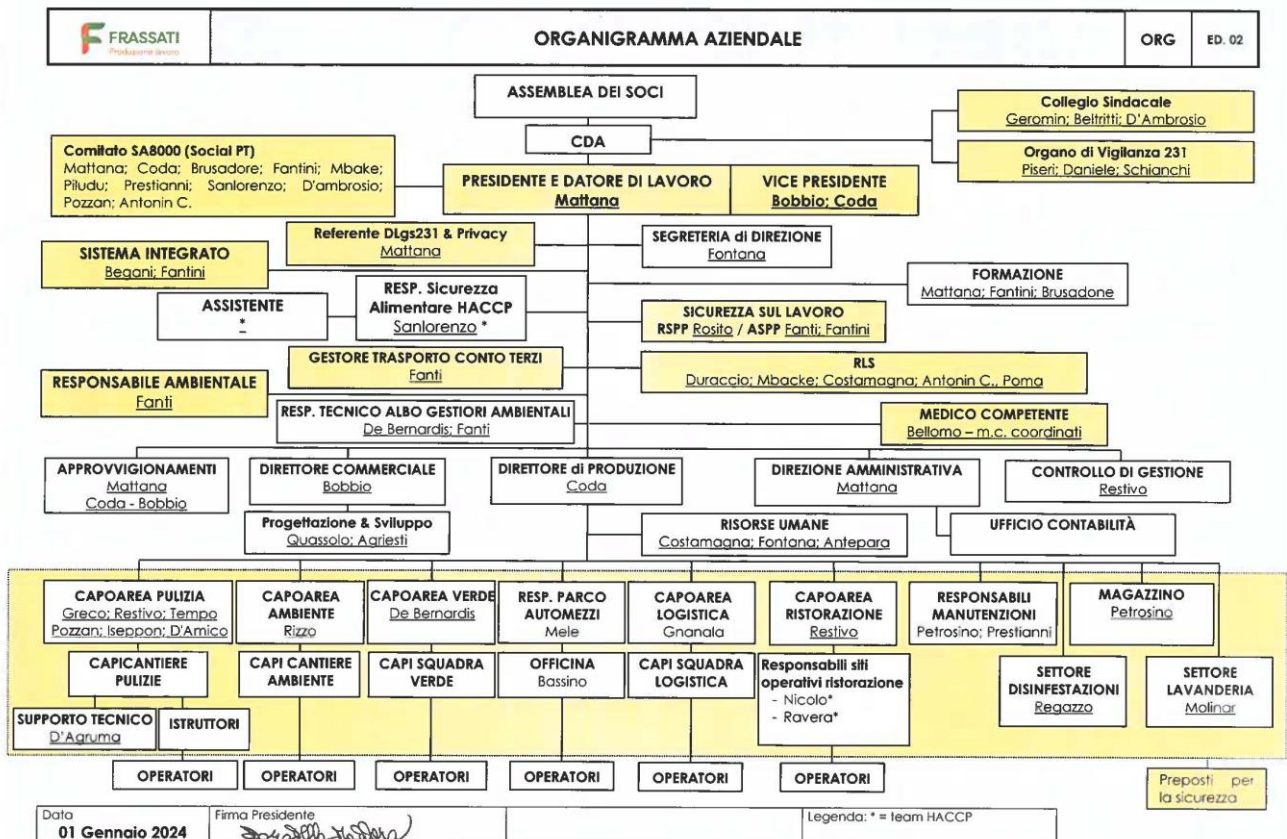 FRASSATI
Produzione lavoro
ORGANIGRAMMA AZIENDALE
ORG
ED. 02
ASSEMBLEA DEI SOCI
CDA
Collegio Sindacale
Geromin; Beltritti; D'Ambrosio
Organo di Vigilanza 231
Piseri; Daniele; Schianchi
Comitato SA8000 (Social PT)
Mattana; Coda; Brusadore; Fantini; Mbake;
Piludu; Prestianni; Sanlorenzo; D'ambrosio;
Pozzan; Antonin C.
PRESIDENTE E DATORE DI LAVORO
Mattana
VICE PRESIDENTE
Bobbio; Coda
Referente DLgs231 & Privacy
Mattana
SEGRETERIA di DIREZIONE
Fontana
SISTEMA INTEGRATO
Begani; Fantini
FORMAZIONE
Mattana; Fantini; Brusadone
ASSISTENTE
*
RESP. Sicurezza
Alimentare HACCP
Sanlorenzo *
SICUREZZA SUL LAVORO
RSPP Rosito / ASPP Fanti; Fantini
GESTORE TRASPORTO CONTO TERZI
Fanti
RLS
Duraccio; Mbacke; Costamagna; Antonin C., Poma
RESPONSABILE AMBIENTALE
Fanti
RESP. TECNICO ALBO GESTIORI AMBIENTALI
De Bernardis; Fanti
MEDICO COMPETENTE
Bellomo – m.c. coordinati
APPROVVIGIONAMENTI
Mattana
Coda - Bobbio
DIRETTORE COMMERCIALE
Bobbio
DIRETTORE di PRODUZIONE
Coda
DIREZIONE AMMINISTRATIVA
Mattana
CONTROLLO DI GESTIONE
Restivo
Progettazione & Sviluppo
Quassolo; Agriesti
RISORSE UMANE
Costamagna; Fontana; Antepara
UFFICIO CONTABILITÀ
CAPOAREA PULIZIA
Greco; Restivo; Tempo
Pozzan; Iseppon; D'Amico
CAPOAREA
AMBIENTE
Rizzo
CAPOAREA VERDE
De Bernardis
RESP. PARCO
AUTOMEZZI
Mele
CAPOAREA
LOGISTICA
Gnanala
CAPOAREA
RISTORAZIONE
Restivo
RESPONSABILI
MANUTENZIONI
Petrosino; Prestianni
MAGAZZINO
Petrosino
CAPICANTIERE
PULIZIE
CAPI CANTIERE
AMBIENTE
CAPI SQUADRA
VERDE
OFFICINA
Bassino
CAPI SQUADRA
LOGISTICA
Responsabili siti
operativi ristorazione
- Nicolo*
- Ravera*
SETTORE
DISINFESTAZIONI
Regazzo
SETTORE
LAVANDERIA
Molinar
SUPPORTO TECNICO
D'Agruma
ISTRUTTORI
OPERATORI
OPERATORI
OPERATORI
OPERATORI
OPERATORI
OPERATORI
Preposti per
la sicurezza
Data
01 Gennaio 2024
Firma Presidente
Legenda: * = team HACCP